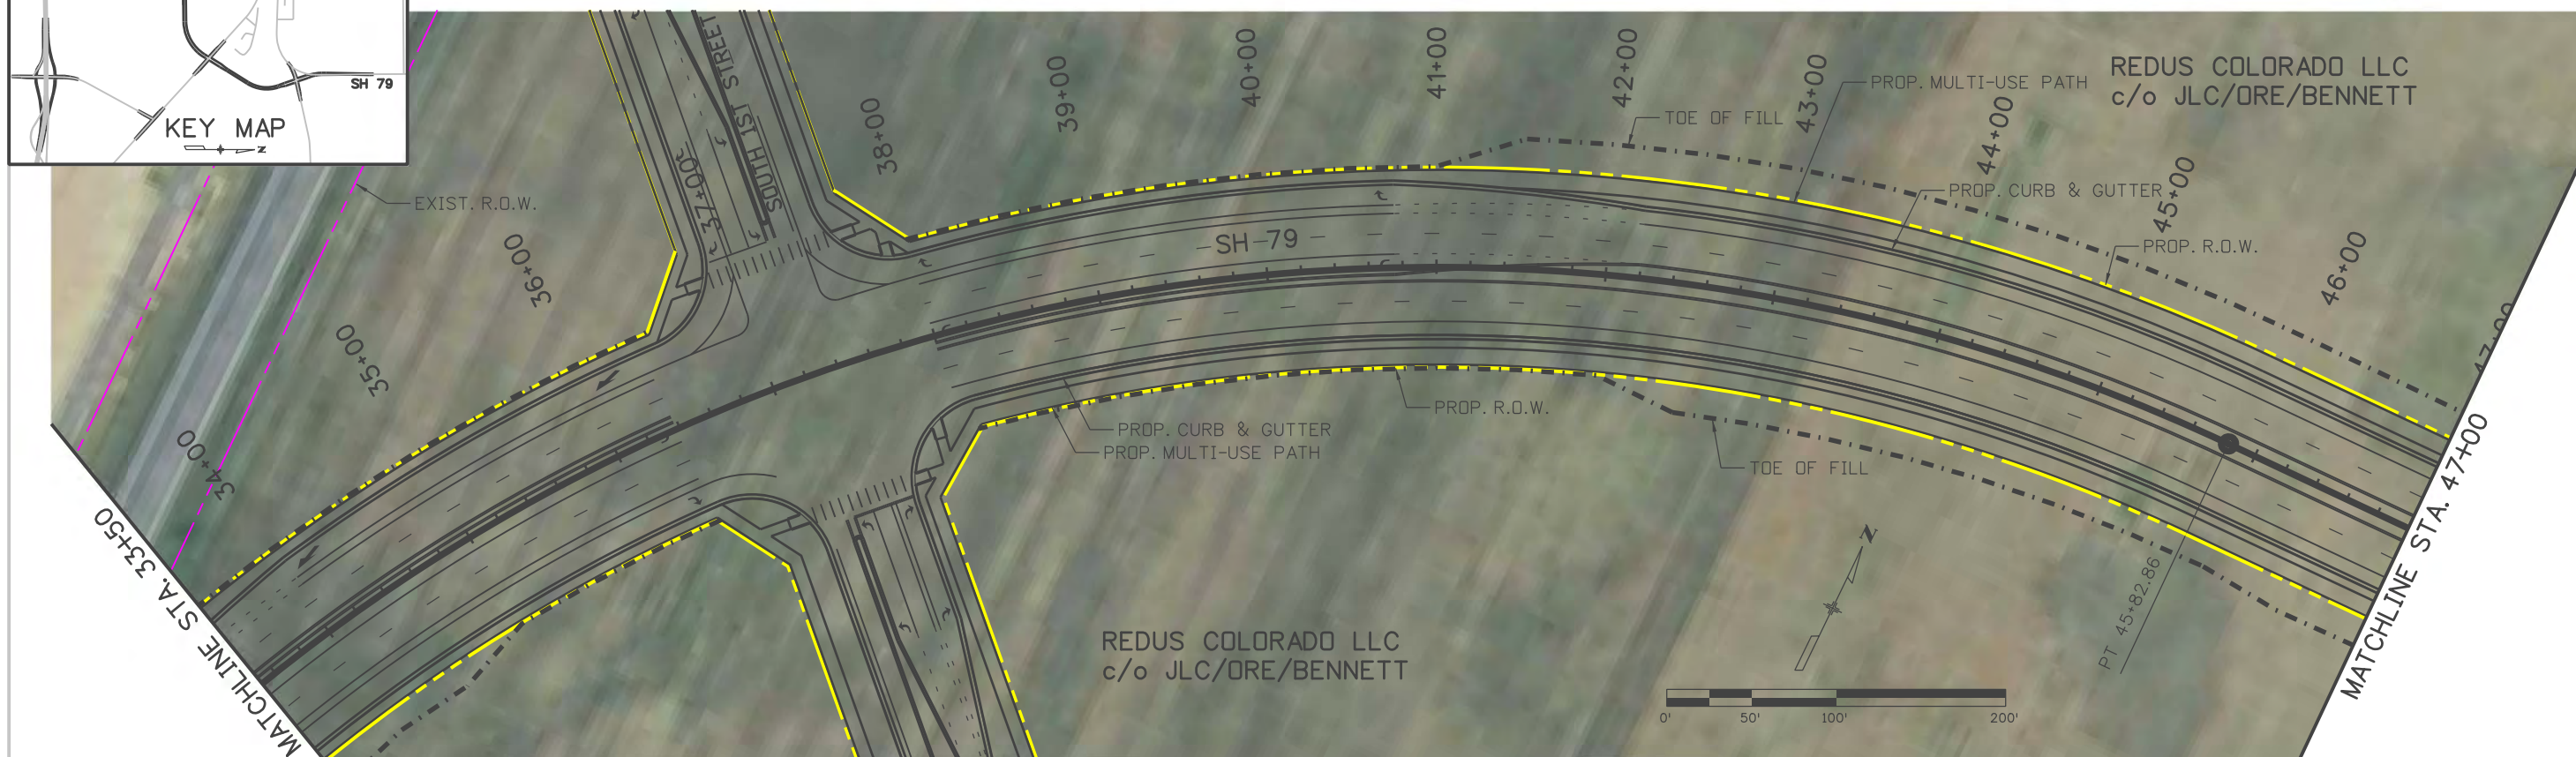 SH 79
KEY MAP
Z
EXIST. R.O.W.
SOUTH 1ST STREET
34+00
35+00
36+00
37+00
38+00
39+00
40+00
41+00
42+00
43+00
44+00
45+00
46+00
47+00
SH 79
TOE OF FILL
PROP. MULTI-USE PATH
REDUS COLORADO LLC
c/o JLC/ORE/BENNETT
PROP. CURB & GUTTER
PROP. R.O.W.
PROP. R.O.W.
PROP. CURB & GUTTER
PROP. MULTI-USE PATH
TOE OF FILL
MATCHLINE STA. 33+50
MATCHLINE STA. 47+00
PT 45+82.86
REDUS COLORADO LLC
c/o JLC/ORE/BENNETT
N
0' 50' 100' 200'